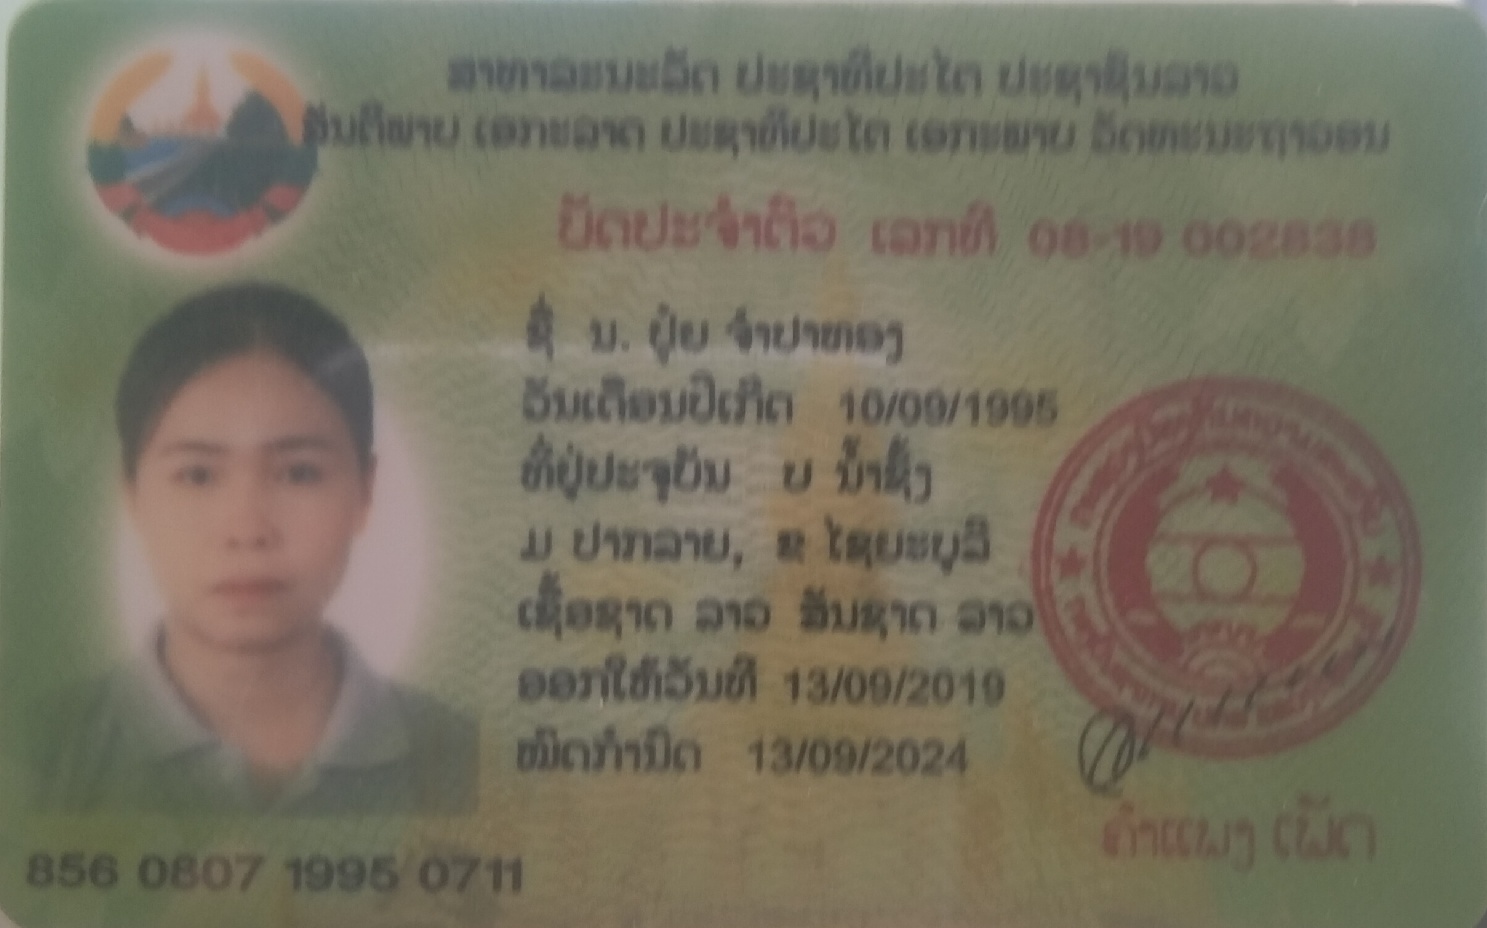 ສາທາລະນະລັດ ປະຊາທິປະໄຕ ປະຊາຊົນລາວ
ສັນຕິພາບ ເອກະລາດ ປະຊາທິປະໄຕ ເອກະພາບ ວັດທະນະຖາວອນ
ບັດປະຈຳຕົວ ເລກທີ 08-19 002838
ຊື່ ນ. ປຸ້ຍ ຈຳປາທອງ
ວັນເດືອນປີເກີດ 10/09/1995
ທີ່ຢູ່ປະຈຸບັນ ບ ນ້ຳຊົ້ງ
ມ ປາກລາຍ, ຂ ໄຊຍະບູລີ
ເຊື້ອຊາດ ລາວ ສັນຊາດ ລາວ
ອອກໃຫ້ວັນທີ 13/09/2019
ໝົດກຳນົດ 13/09/2024
ຄຳແພງ ເພັດ
856 0807 1995 0711